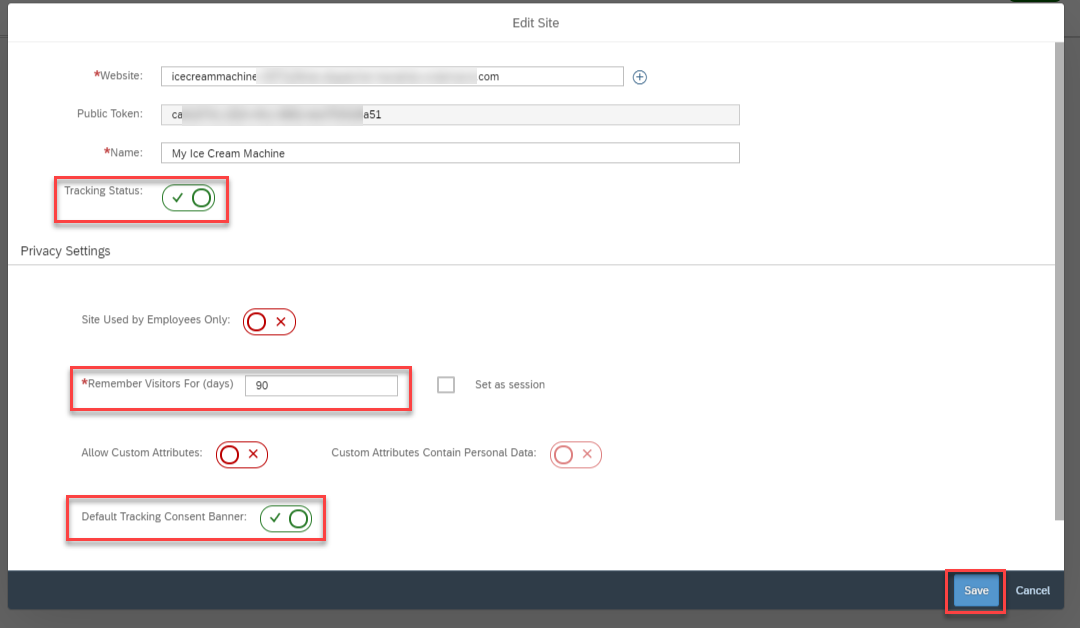 Edit Site
*Website: icecreammachine com
Public Token: ca a51
*Name: My Ice Cream Machine
Tracking Status:
Privacy Settings
Site Used by Employees Only:
*Remember Visitors For (days) 90 Set as session
Allow Custom Attributes: Custom Attributes Contain Personal Data:
Default Tracking Consent Banner:
Save Cancel